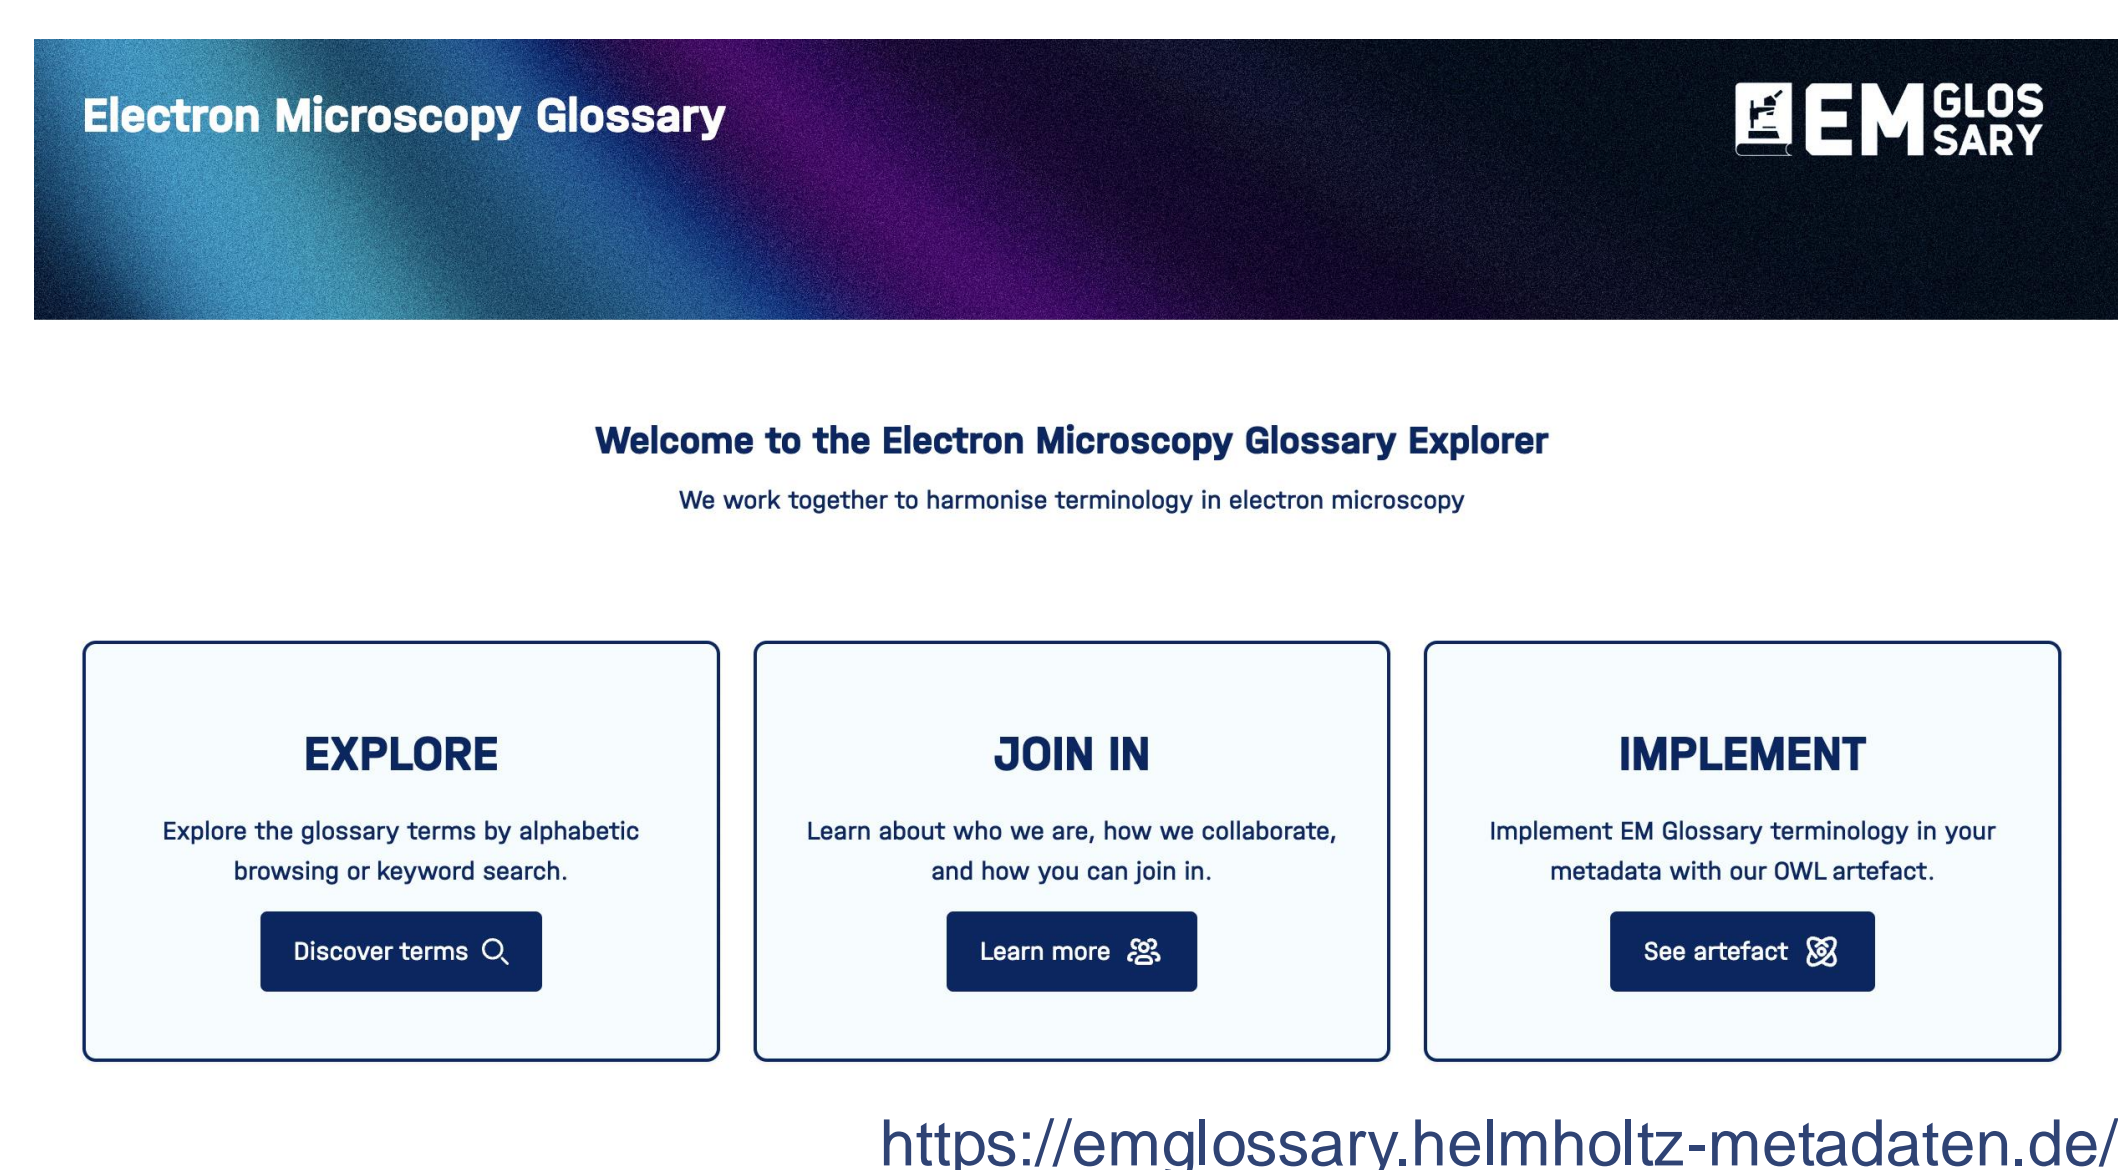 Electron Microscopy Glossary
EM GLOS
SARY
Welcome to the Electron Microscopy Glossary Explorer
We work together to harmonise terminology in electron microscopy
EXPLORE
Explore the glossary terms by alphabetic
browsing or keyword search.
Discover terms
JOIN IN
Learn about who we are, how we collaborate,
and how you can join in.
Learn more
IMPLEMENT
Implement EM Glossary terminology in your
metadata with our OWL artefact.
See artefact
https://emglossary.helmholtz-metadaten.de/